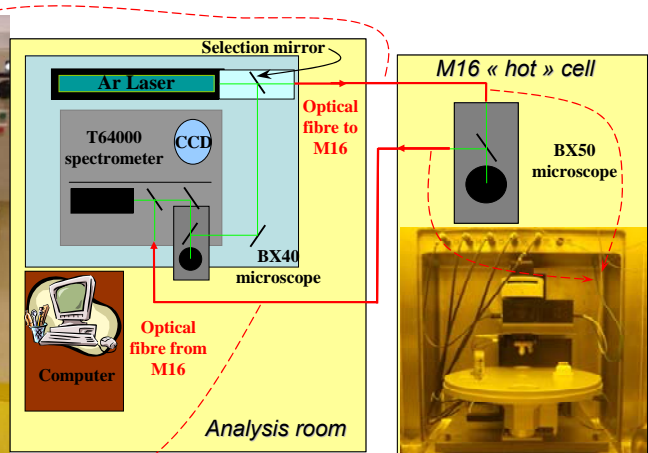 Selection mirror
Ar Laser
Optical
fibre to
M16
T64000
spectrometer
CCD
BX40
microscope
Optical
fibre from
M16
Computer
Analysis room
M16 « hot » cell
BX50
microscope